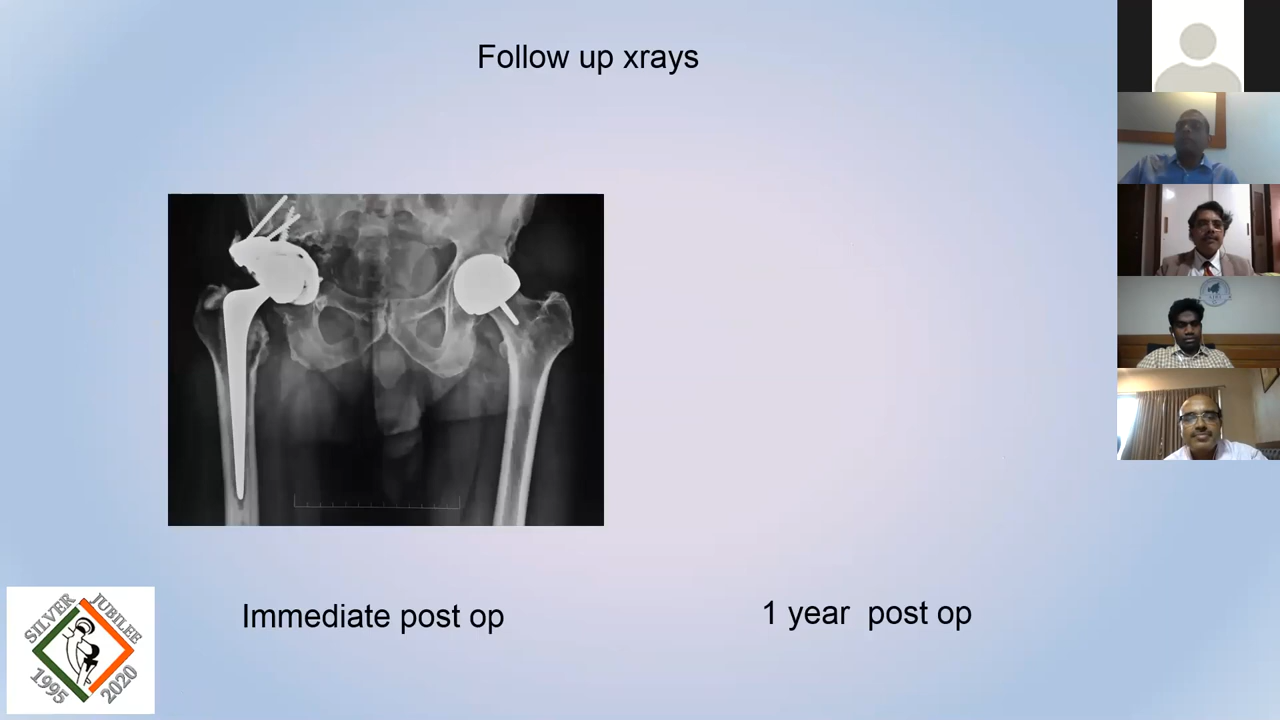 Follow up xrays
Immediate post op
1 year post op
SILVER
JUBILEE
1995
2020